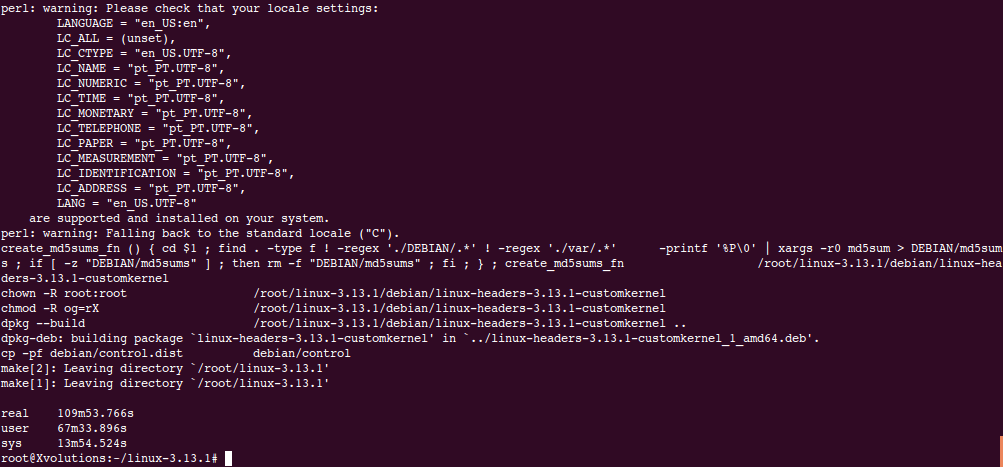 perl: warning: Please check that your locale settings:
        LANGUAGE = "en_US:en",
        LC_ALL = (unset),
        LC_CTYPE = "en_US.UTF-8",
        LC_NAME = "pt_PT.UTF-8",
        LC_NUMERIC = "pt_PT.UTF-8",
        LC_TIME = "pt_PT.UTF-8",
        LC_MONETARY = "pt_PT.UTF-8",
        LC_TELEPHONE = "pt_PT.UTF-8",
        LC_PAPER = "pt_PT.UTF-8",
        LC_MEASUREMENT = "pt_PT.UTF-8",
        LC_IDENTIFICATION = "pt_PT.UTF-8",
        LC_ADDRESS = "pt_PT.UTF-8",
        LANG = "en_US.UTF-8"
    are supported and installed on your system.
perl: warning: Falling back to the standard locale ("C").
create_md5sums_fn () { cd $1 ; find . -type f ! -regex './DEBIAN/.*' ! -regex './var/.*'      -printf '%P\0' | xargs -r0 md5sum > DEBIAN/md5sum
s ; if [ -z "DEBIAN/md5sums" ] ; then rm -f "DEBIAN/md5sums" ; fi ; } ; create_md5sums_fn                   /root/linux-3.13.1/debian/linux-hea
ders-3.13.1-customkernel
chown -R root:root                  /root/linux-3.13.1/debian/linux-headers-3.13.1-customkernel
chmod -R og=rX                      /root/linux-3.13.1/debian/linux-headers-3.13.1-customkernel
dpkg --build                        /root/linux-3.13.1/debian/linux-headers-3.13.1-customkernel ..
dpkg-deb: building package `linux-headers-3.13.1-customkernel' in `../linux-headers-3.13.1-customkernel_1_amd64.deb'.
cp -pf debian/control.dist          debian/control
make[2]: Leaving directory `/root/linux-3.13.1'
make[1]: Leaving directory `/root/linux-3.13.1'
real    109m53.766s
user    67m33.896s
sys     13m54.524s
root@Xvolutions:~/linux-3.13.1#